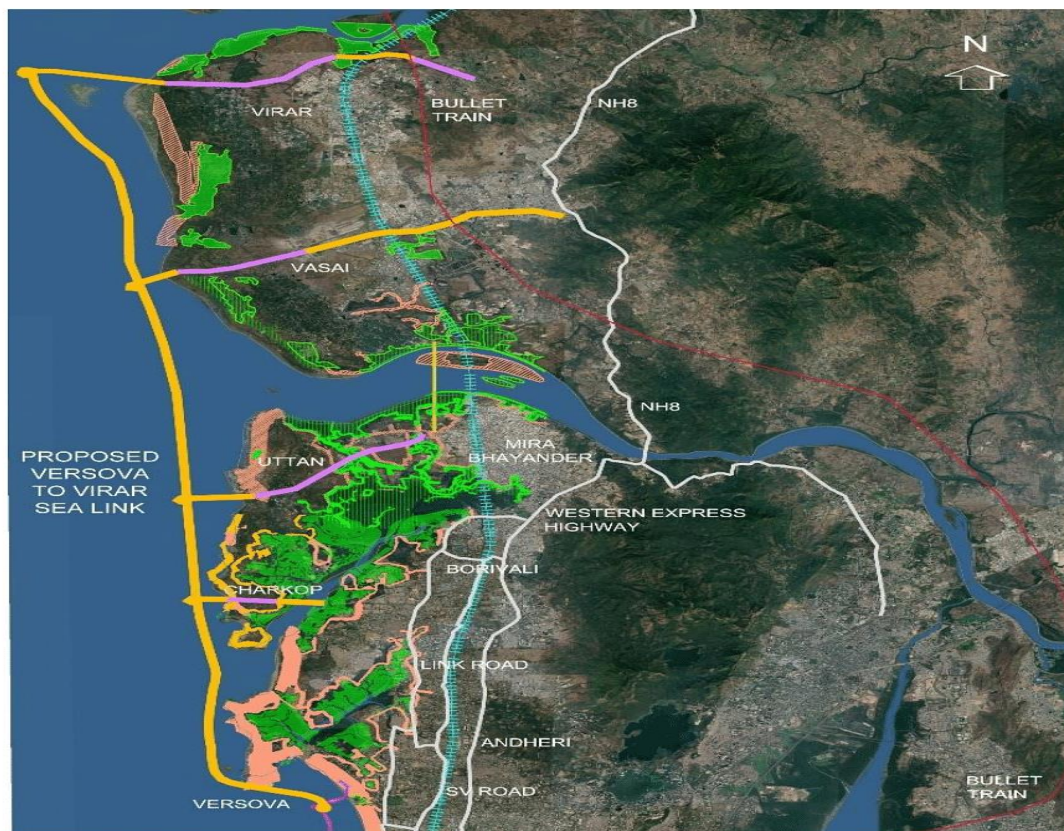 N
VIRAR
BULLET
TRAIN
NH8
VASAI
NH8
PROPOSED
VERSOVA
TO VIRAR
SEA LINK
UTTAN
MIRA
BHAYANDER
WESTERN EXPRESS
HIGHWAY
BORIVALI
CHARKOP
LINK ROAD
ANDHERI
SV ROAD
VERSOVA
BULLET
TRAIN